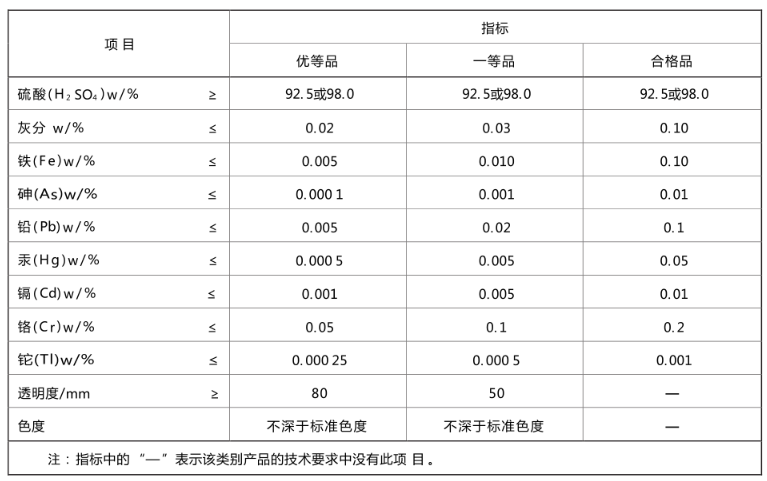 项目 指标
优等品 一等品 合格品
硫酸(H₂SO₄)w/% ≥ 92.5或98.0 92.5或98.0 92.5或98.0
灰分 w/% ≤ 0.02 0.03 0.10
铁(Fe)w/% ≤ 0.005 0.010 0.10
砷(As)w/% ≤ 0.000 1 0.001 0.01
铅(Pb)w/% ≤ 0.005 0.02 0.1
汞(Hg)w/% ≤ 0.000 5 0.005 0.05
镉(Cd)w/% ≤ 0.001 0.005 0.01
铬(Cr)w/% ≤ 0.05 0.1 0.2
铊(Tl)w/% ≤ 0.000 25 0.000 5 0.001
透明度/mm ≥ 80 50 —
色度 不深于标准色度 不深于标准色度 —
注：指标中的“—”表示该类别产品的技术要求中没有此项目。